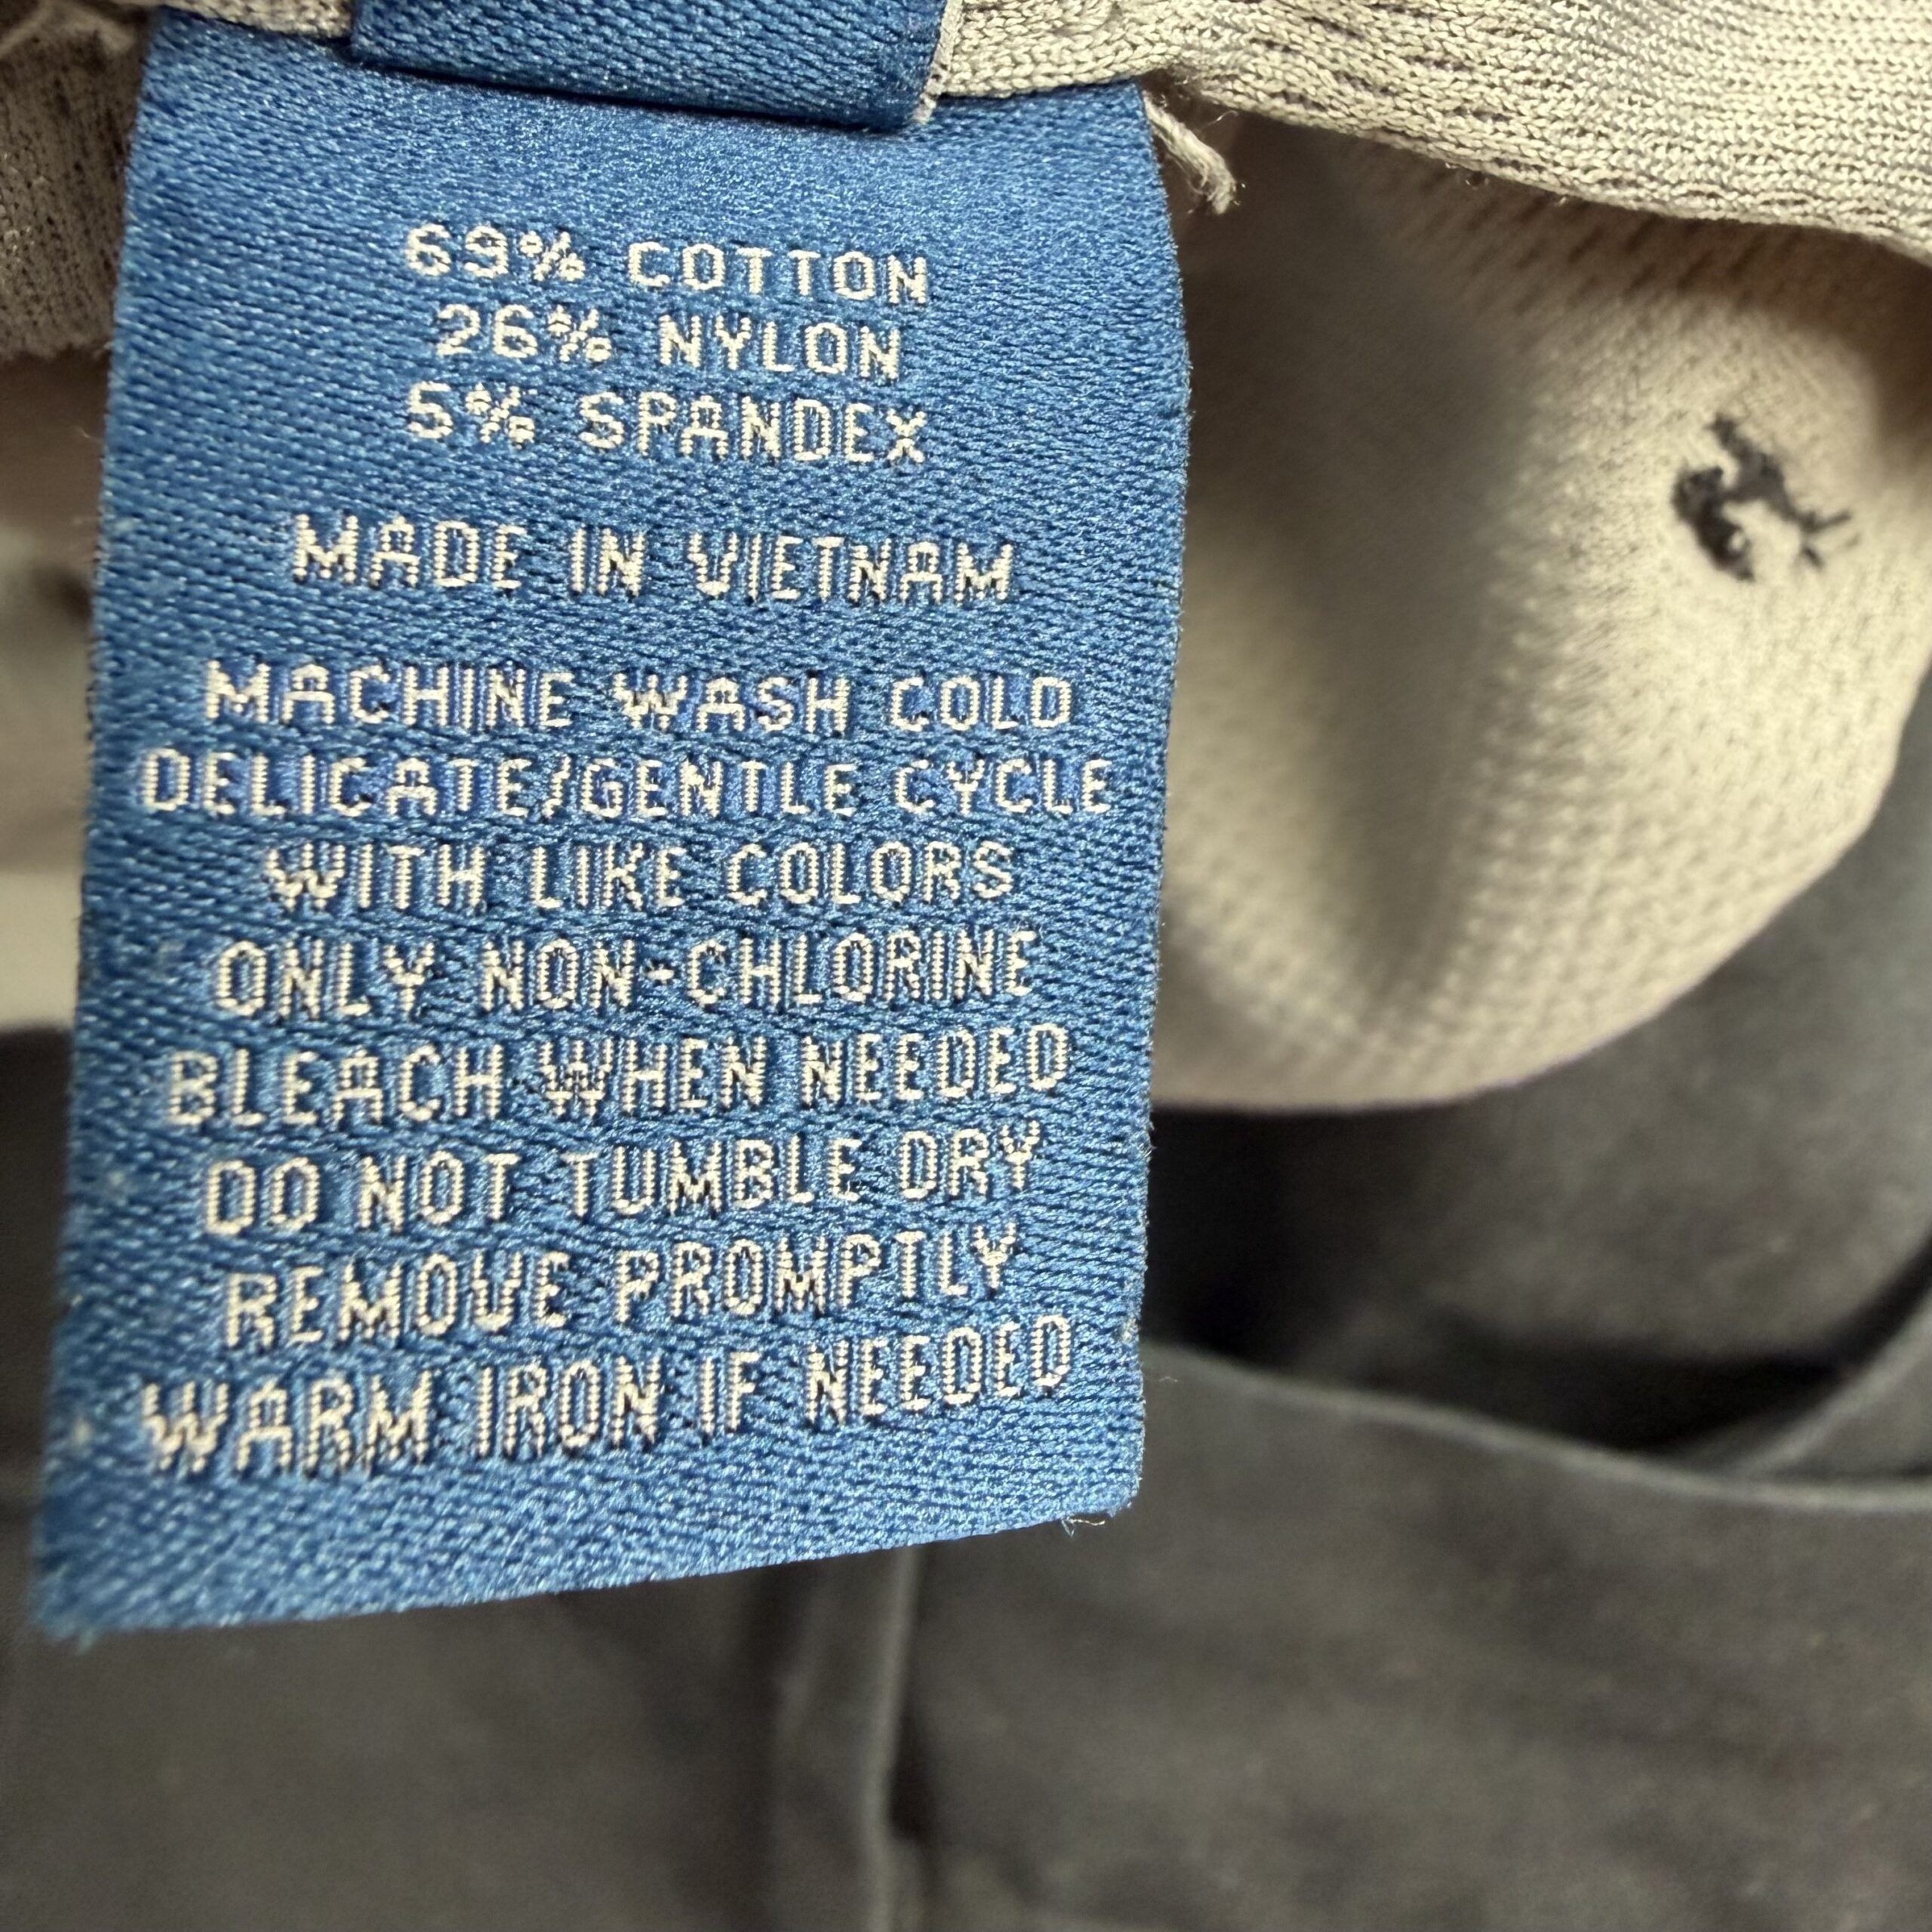 69% COTTON
26% NYLON
5% SPANDEX
MADE IN VIETNAM
MACHINE WASH COLD
DELICATE/GENTLE CYCLE
WITH LIKE COLORS
ONLY NON-CHLORINE
BLEACH WHEN NEEDED
DO NOT TUMBLE DRY
REMOVE PROMPTLY
WARM IRON IF NEEDED